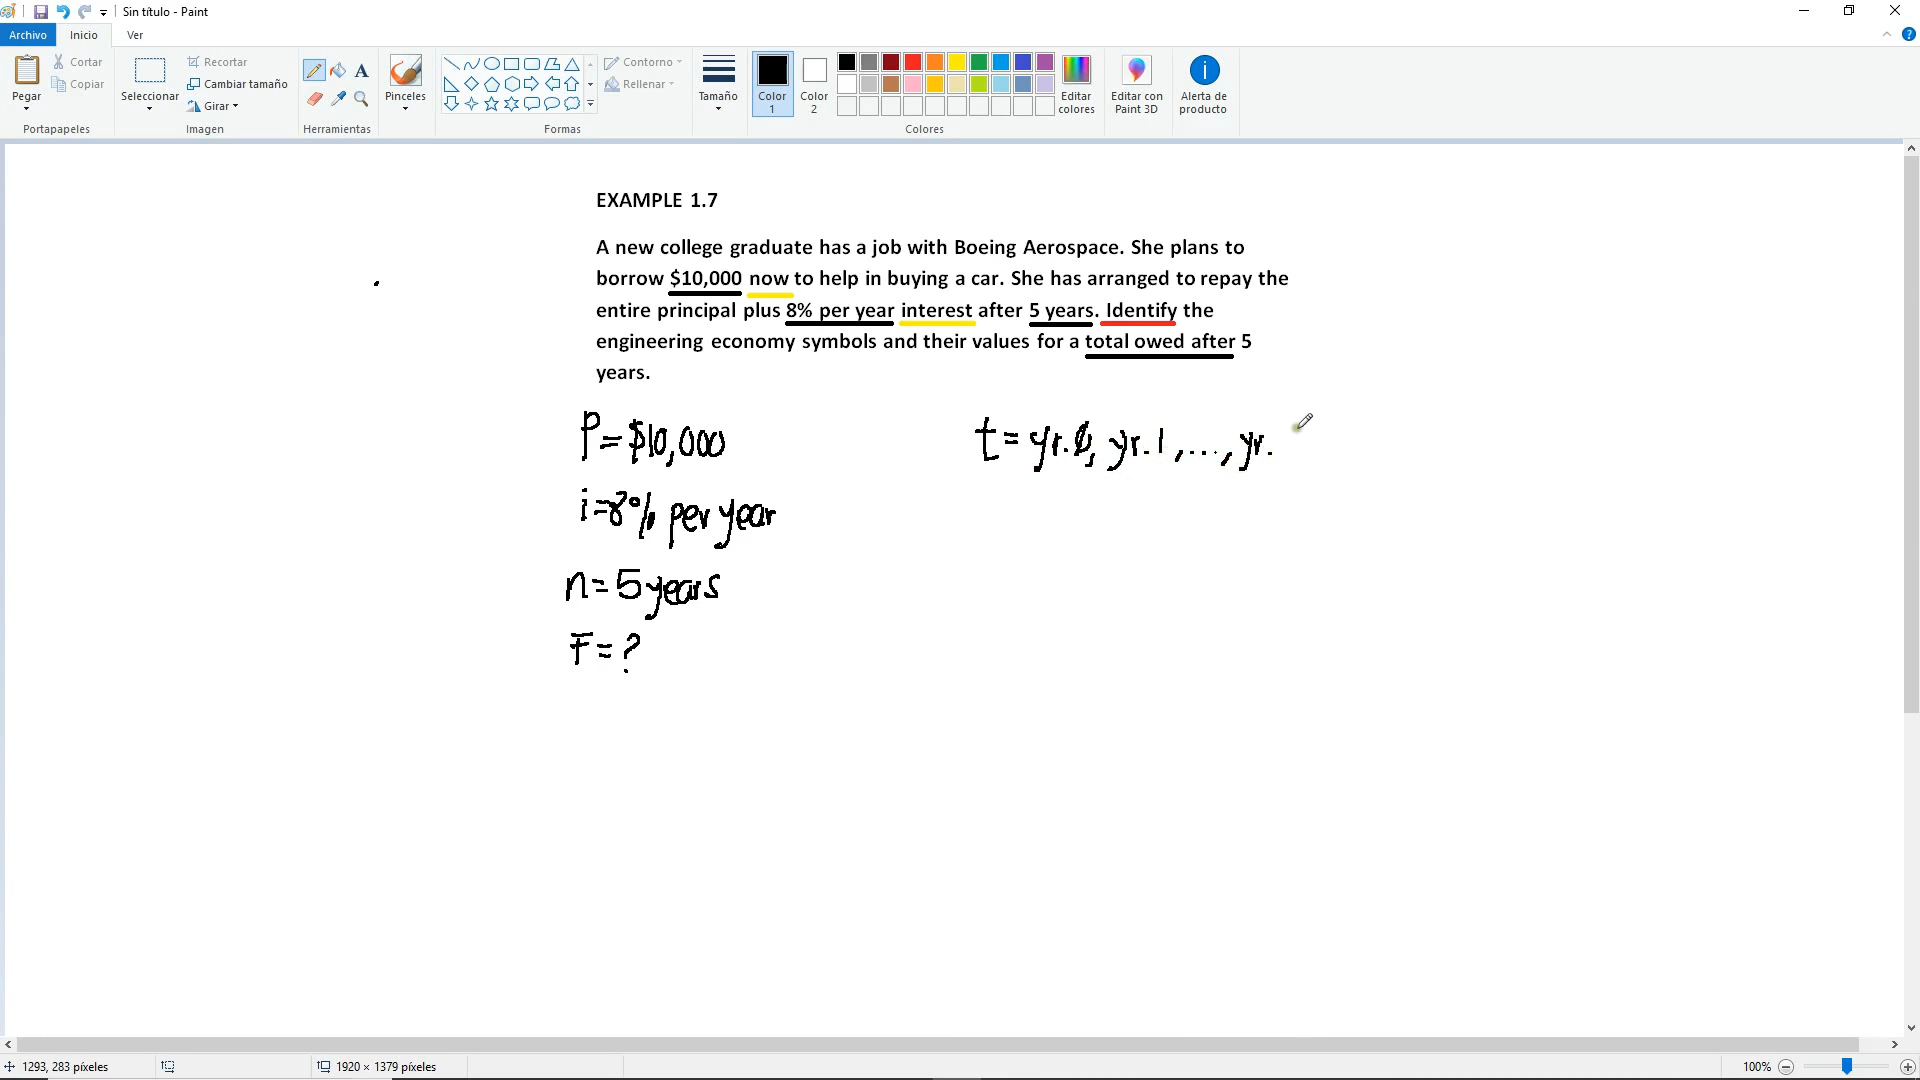 Sin título - Paint
Archivo Inicio Ver
Pegar
Cortar
Copiar
Portapapeles
Seleccionar
Recortar
Cambiar tamaño
Girar
Imagen
A
Herramientas
Pinceles
Contorno
Rellenar
Formas
Tamaño
Color 1
Color 2
Editar colores
Colores
Editar con Paint 3D
Alerta de producto
EXAMPLE 1.7
A new college graduate has a job with Boeing Aerospace. She plans to
borrow $10,000 now to help in buying a car. She has arranged to repay the
entire principal plus 8% per year interest after 5 years. Identify the
engineering economy symbols and their values for a total owed after 5
years.
P=$10,000
t= yr.0, yr.1,...,yr.
i=8% per year
n=5years
F=?
1293, 283 píxeles
1920 × 1379 píxeles
100%